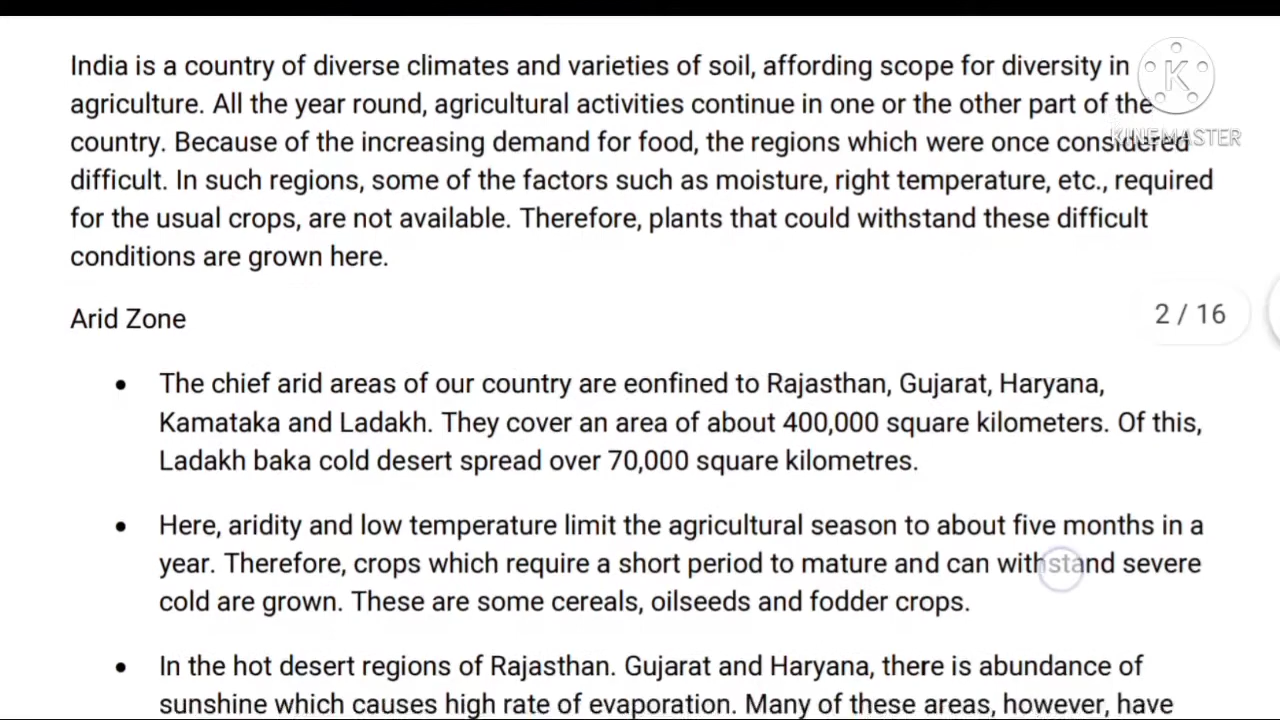 India is a country of diverse climates and varieties of soil, affording scope for diversity in
agriculture. All the year round, agricultural activities continue in one or the other part of the
country. Because of the increasing demand for food, the regions which were once considered
difficult. In such regions, some of the factors such as moisture, right temperature, etc., required
for the usual crops, are not available. Therefore, plants that could withstand these difficult
conditions are grown here.
K
KINEMASTER
Arid Zone
2 / 16
• The chief arid areas of our country are eonfined to Rajasthan, Gujarat, Haryana,
Kamataka and Ladakh. They cover an area of about 400,000 square kilometers. Of this,
Ladakh baka cold desert spread over 70,000 square kilometres.
• Here, aridity and low temperature limit the agricultural season to about five months in a
year. Therefore, crops which require a short period to mature and can withstand severe
cold are grown. These are some cereals, oilseeds and fodder crops.
• In the hot desert regions of Rajasthan. Gujarat and Haryana, there is abundance of
sunshine which causes high rate of evaporation. Many of these areas, however, have